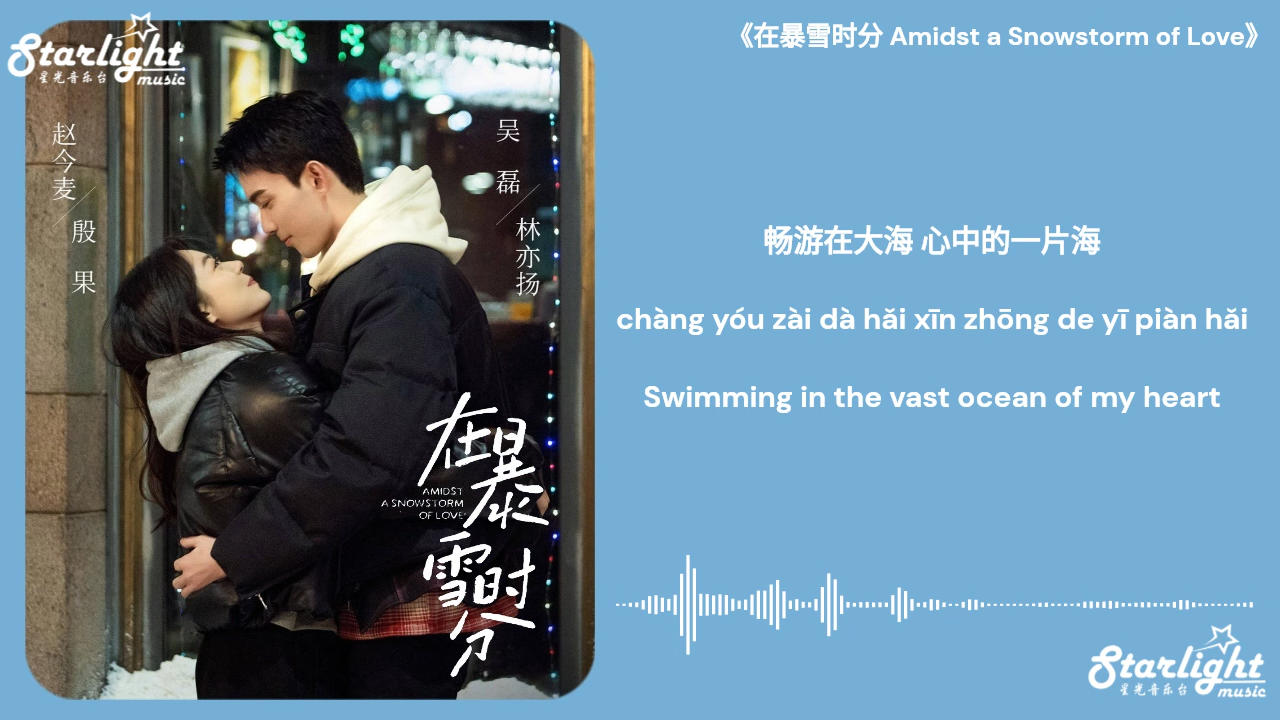 Starlight
星光音乐台 music
《在暴雪时分 Amidst a Snowstorm of Love》
赵今麦
殷果
吴磊
林亦扬
畅游在大海 心中的一片海
chàng yóu zài dà hǎi xīn zhōng de yī piàn hǎi
Swimming in the vast ocean of my heart
在暴雪时分
AMIDST
A SNOWSTORM
OF LOVE
Starlight
星光音乐台 music